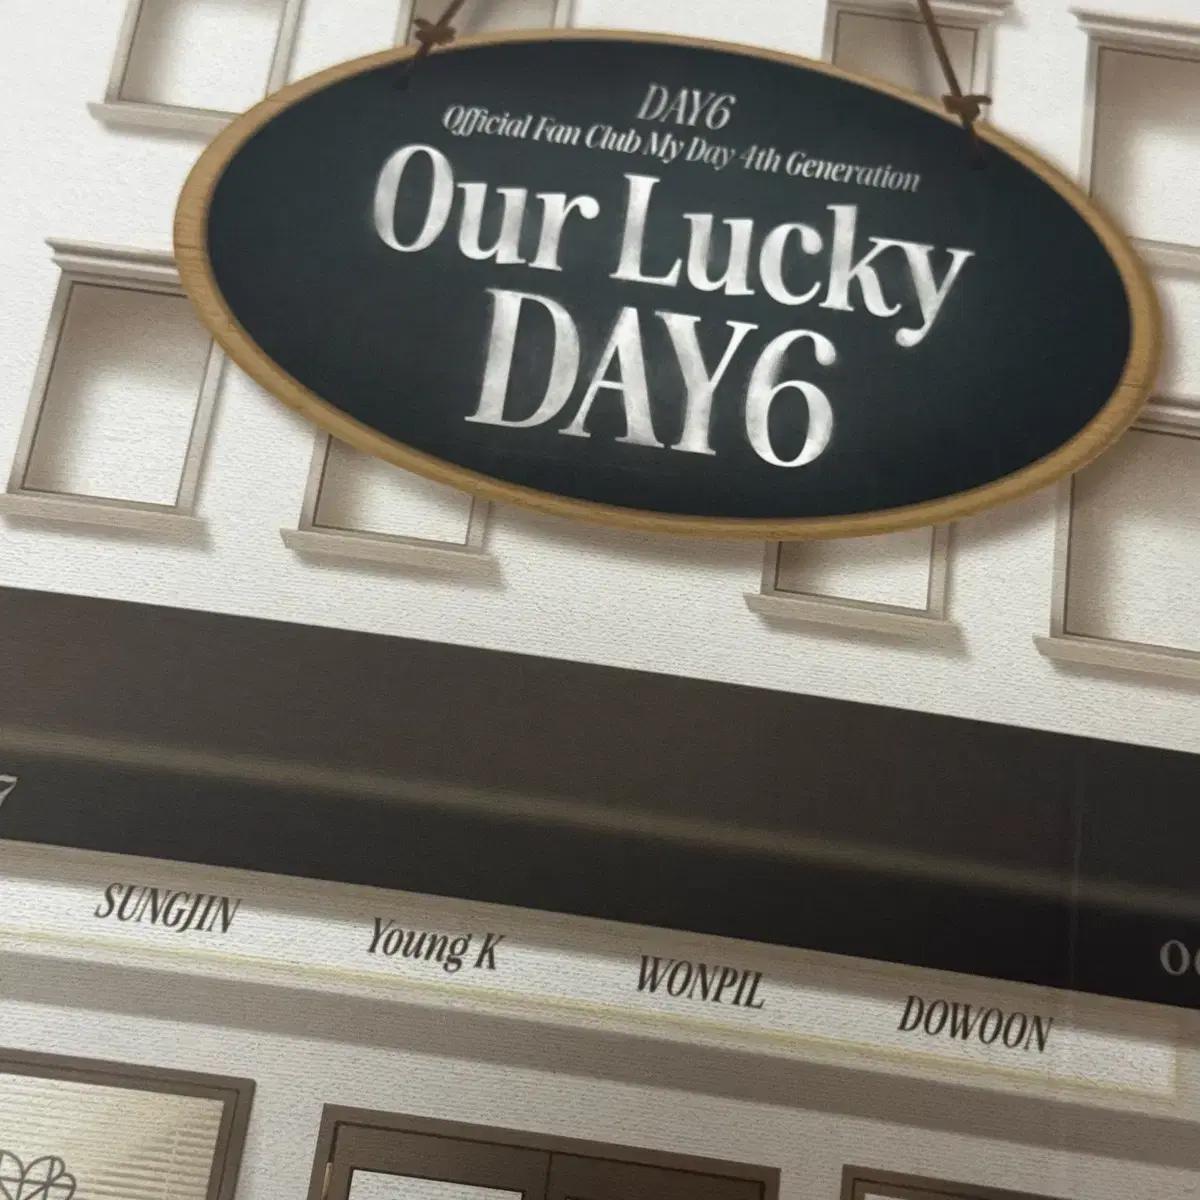 DAY6
Official Fan Club My Day 4th Generation
Our Lucky
DAY6
SUNGJIN
Young K
WONPIL
DOWOON